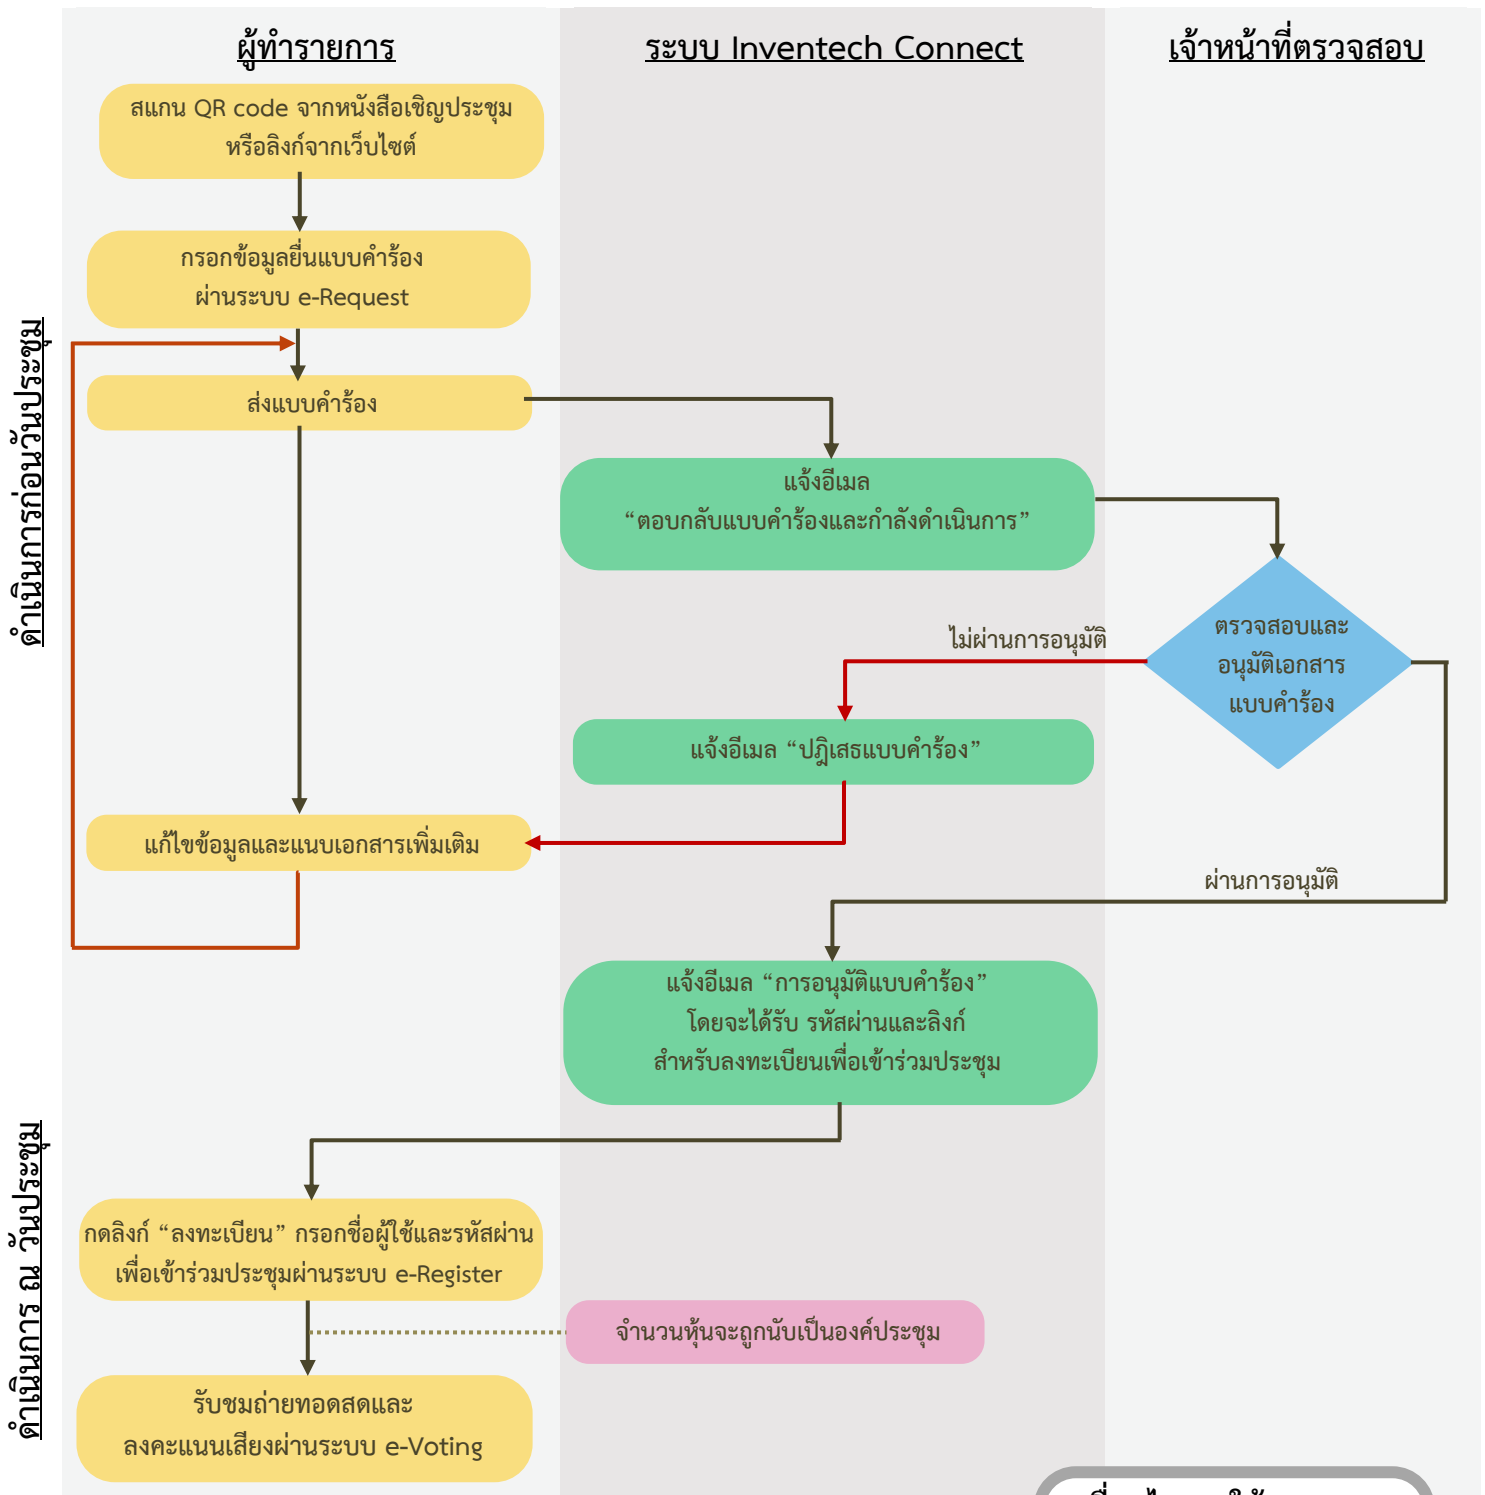 ผู้ทำรายการ
ระบบ Inventech Connect
เจ้าหน้าที่ตรวจสอบ
ดำเนินการก่อนวันประชุม
สแกน QR code จากหนังสือเชิญประชุม
หรือลิงก์จากเว็บไซต์
กรอกข้อมูลยื่นแบบคำร้อง
ผ่านระบบ e-Request
ส่งแบบคำร้อง
แจ้งอีเมล
“ตอบกลับแบบคำร้องและกำลังดำเนินการ”
ตรวจสอบและ
อนุมัติเอกสาร
แบบคำร้อง
ไม่ผ่านการอนุมัติ
แจ้งอีเมล “ปฎิเสธแบบคำร้อง”
แก้ไขข้อมูลและแนบเอกสารเพิ่มเติม
ผ่านการอนุมัติ
แจ้งอีเมล “การอนุมัติแบบคำร้อง”
โดยจะได้รับ รหัสผ่านและลิงก์
สำหรับลงทะเบียนเพื่อเข้าร่วมประชุม
ดำเนินการ ณ วันประชุม
กดลิงก์ “ลงทะเบียน” กรอกชื่อผู้ใช้และรหัสผ่าน
เพื่อเข้าร่วมประชุมผ่านระบบ e-Register
จำนวนหุ้นจะถูกนับเป็นองค์ประชุม
รับชมถ่ายทอดสดและ
ลงคะแนนเสียงผ่านระบบ e-Voting